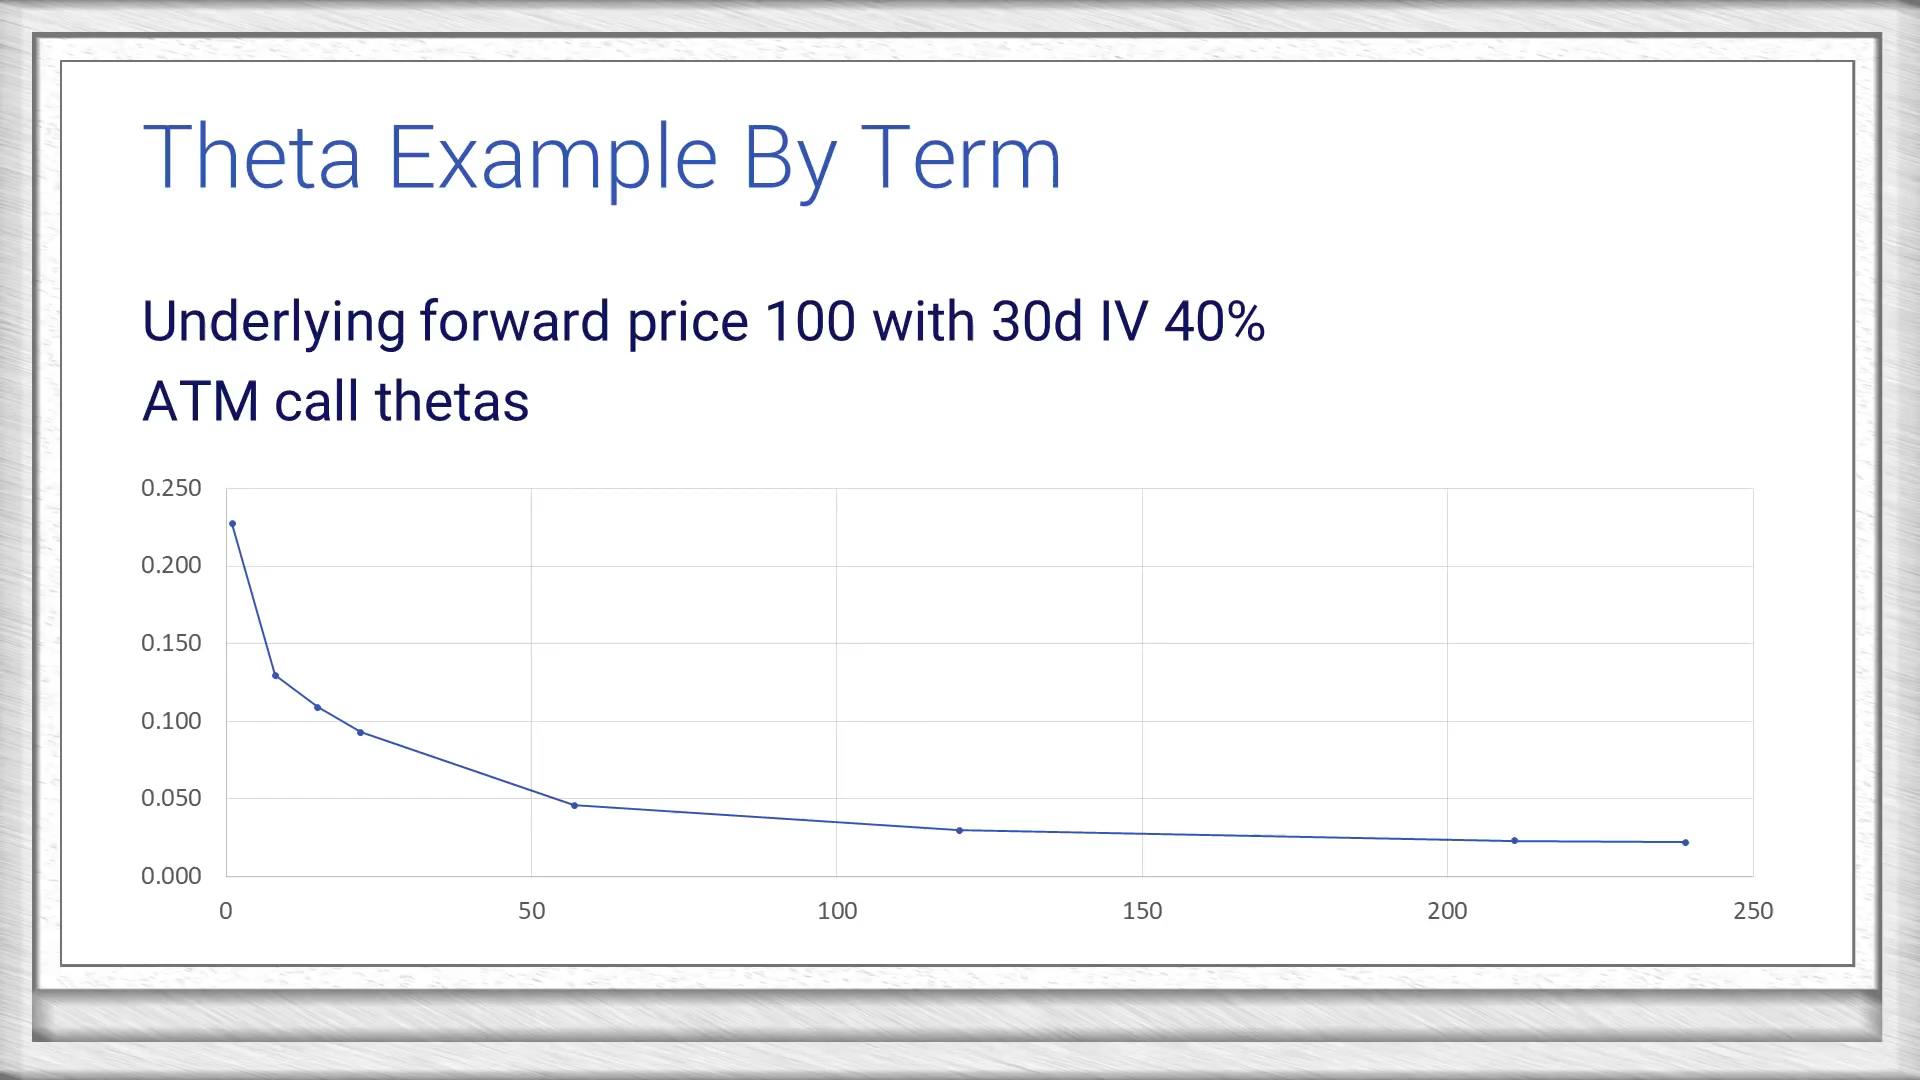 Theta Example By Term
Underlying forward price 100 with 30d IV 40%
ATM call thetas
0.250
0.200
0.150
0.100
0.050
0.000
0 50 100 150 200 250